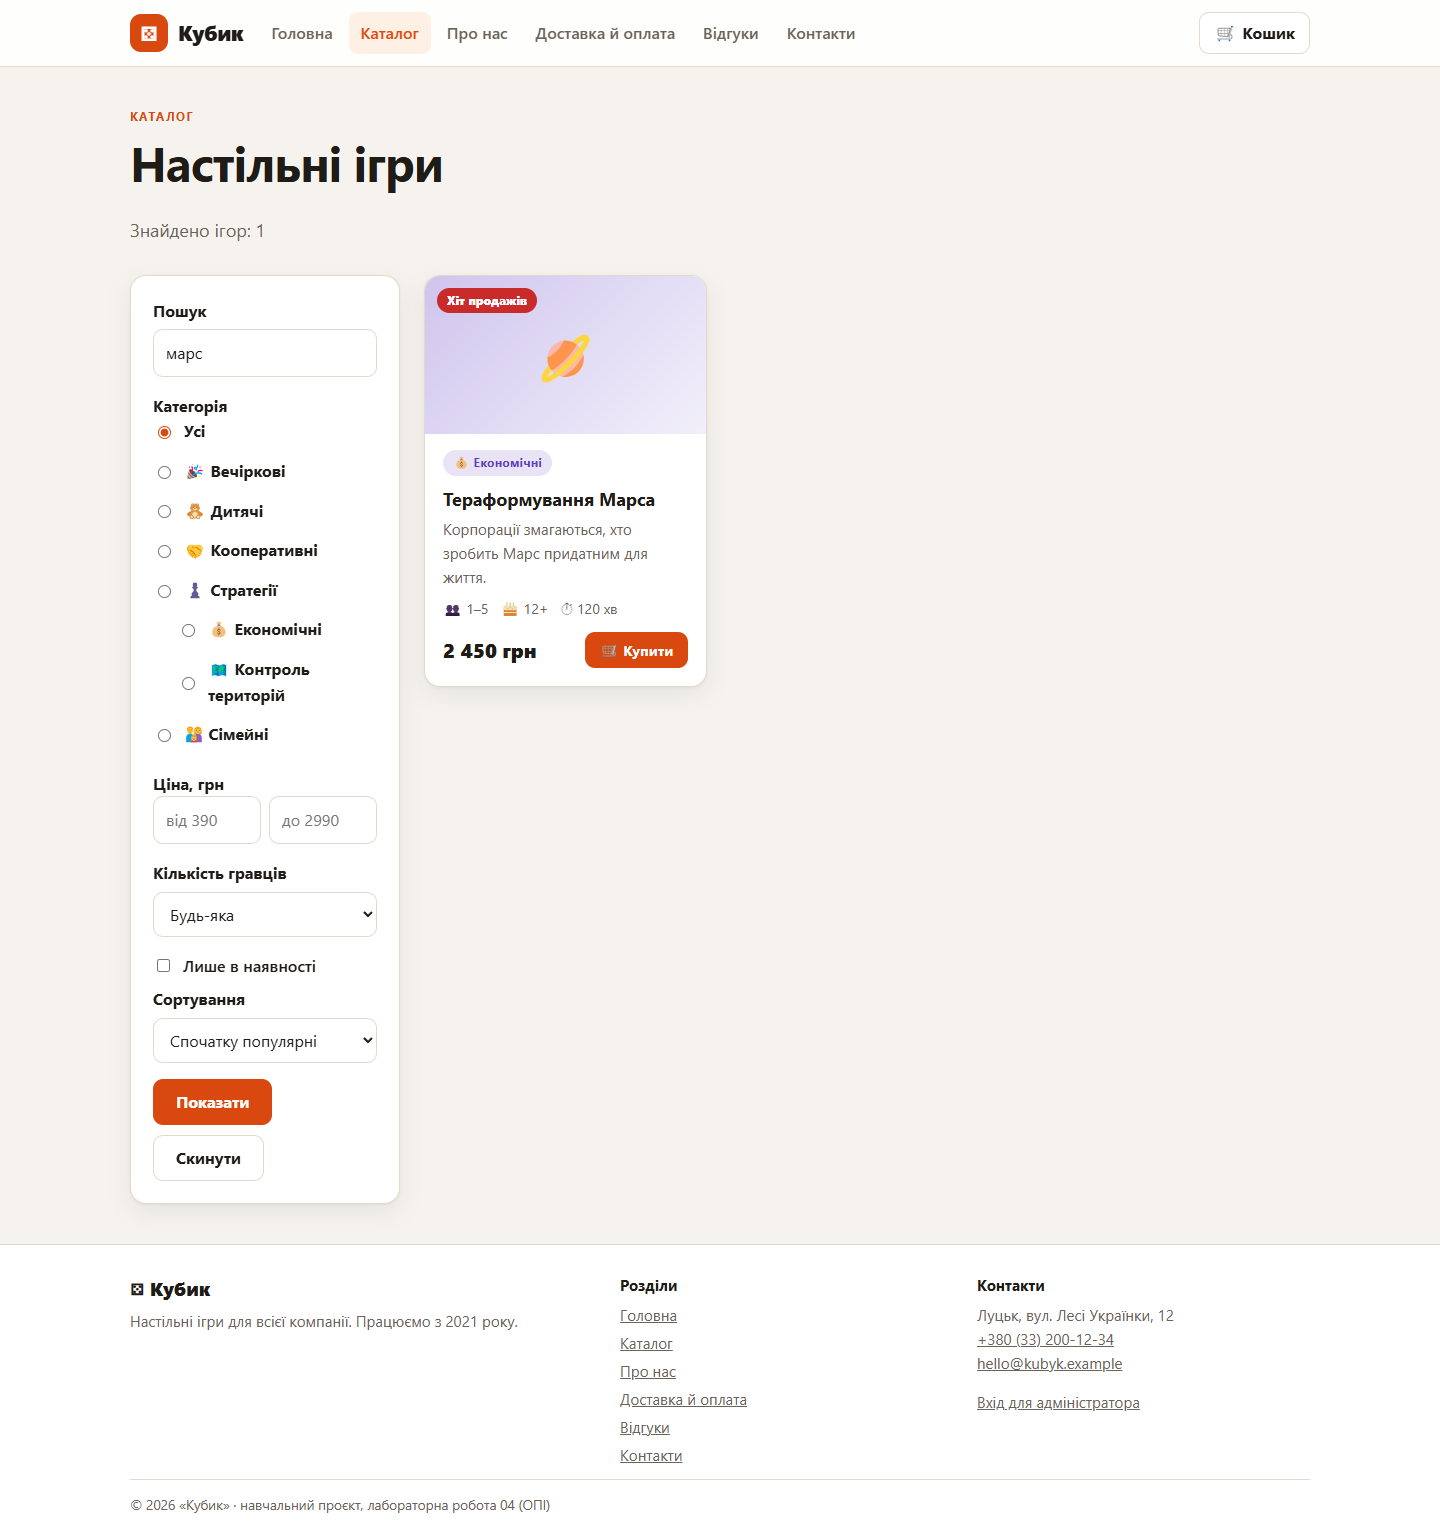 Кубик
Головна
Каталог
Про нас
Доставка й оплата
Відгуки
Контакти
Кошик
КАТАЛОГ
Настільні ігри
Знайдено ігор: 1
Пошук
марс
Категорія
Усі
Вечіркові
Дитячі
Кооперативні
Стратегії
Економічні
Контроль
територій
Сімейні
Ціна, грн
від 390
до 2990
Кількість гравців
Будь-яка
Лише в наявності
Сортування
Спочатку популярні
Показати
Скинути
Хіт продажів
Економічні
Тераформування Марса
Корпорації змагаються, хто
зробить Марс придатним для
життя.
1–5
12+
120 хв
2 450 грн
Купити
Кубик
Настільні ігри для всієї компанії. Працюємо з 2021 року.
Розділи
Головна
Каталог
Про нас
Доставка й оплата
Відгуки
Контакти
Контакти
Луцьк, вул. Лесі Українки, 12
+380 (33) 200-12-34
hello@kubyk.example
Вхід для адміністратора
© 2026 «Кубик» · навчальний проєкт, лабораторна робота 04 (ОПІ)